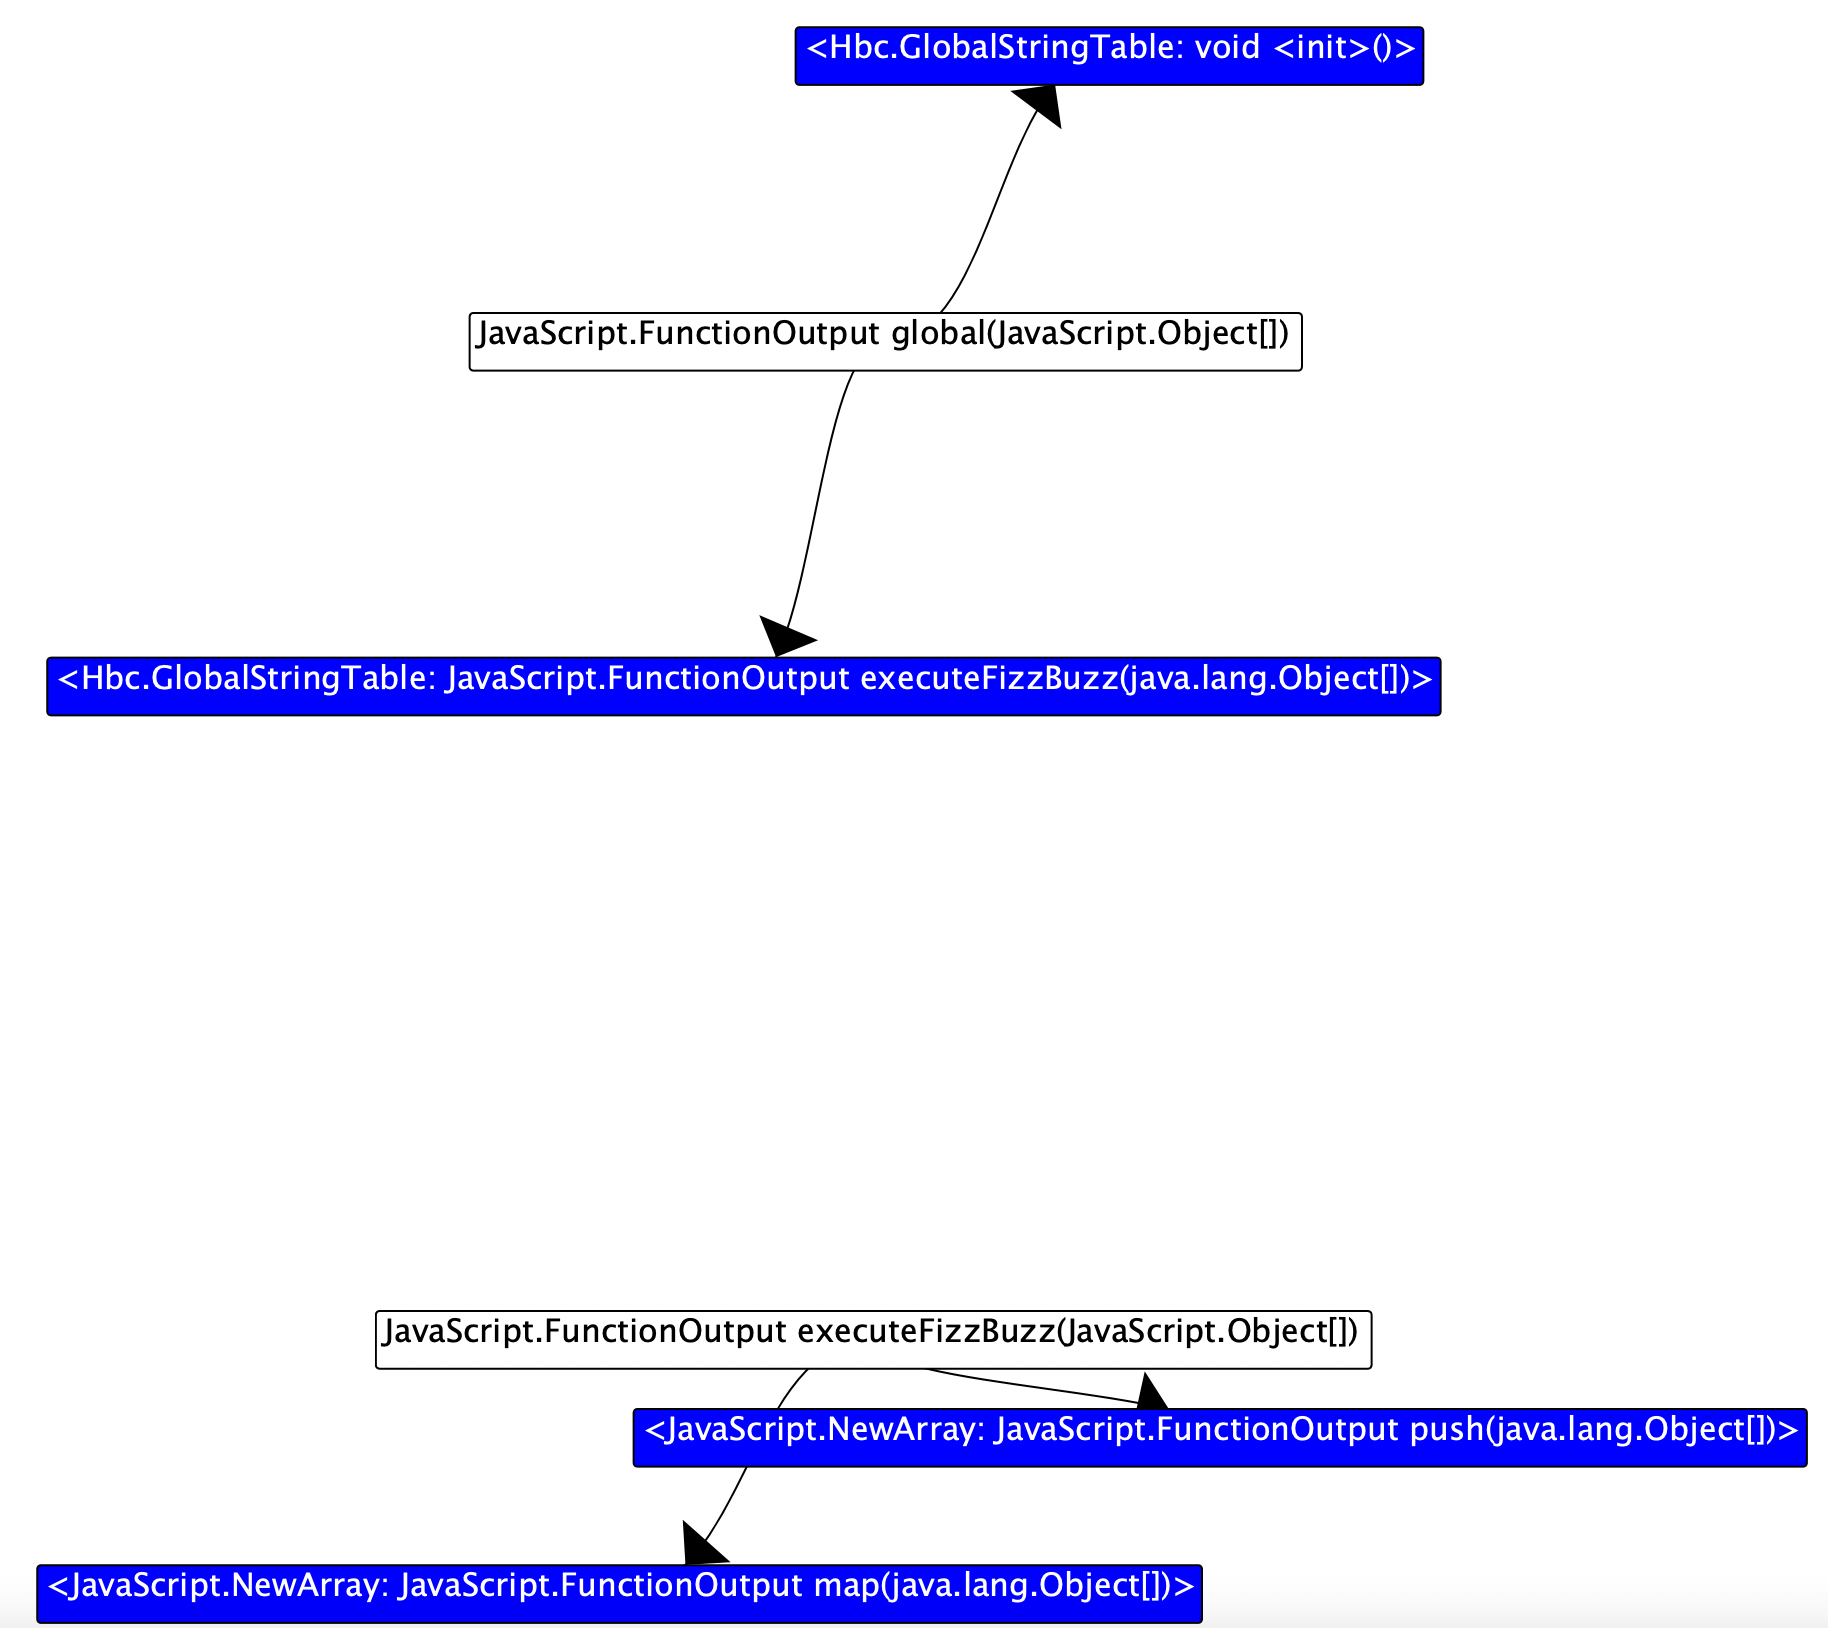 <Hbc.GlobalStringTable: void <init>()>
JavaScript.FunctionOutput global(JavaScript.Object[])
<Hbc.GlobalStringTable: JavaScript.FunctionOutput executeFizzBuzz(java.lang.Object[])>
JavaScript.FunctionOutput executeFizzBuzz(JavaScript.Object[])
<JavaScript.NewArray: JavaScript.FunctionOutput push(java.lang.Object[])>
<JavaScript.NewArray: JavaScript.FunctionOutput map(java.lang.Object[])>